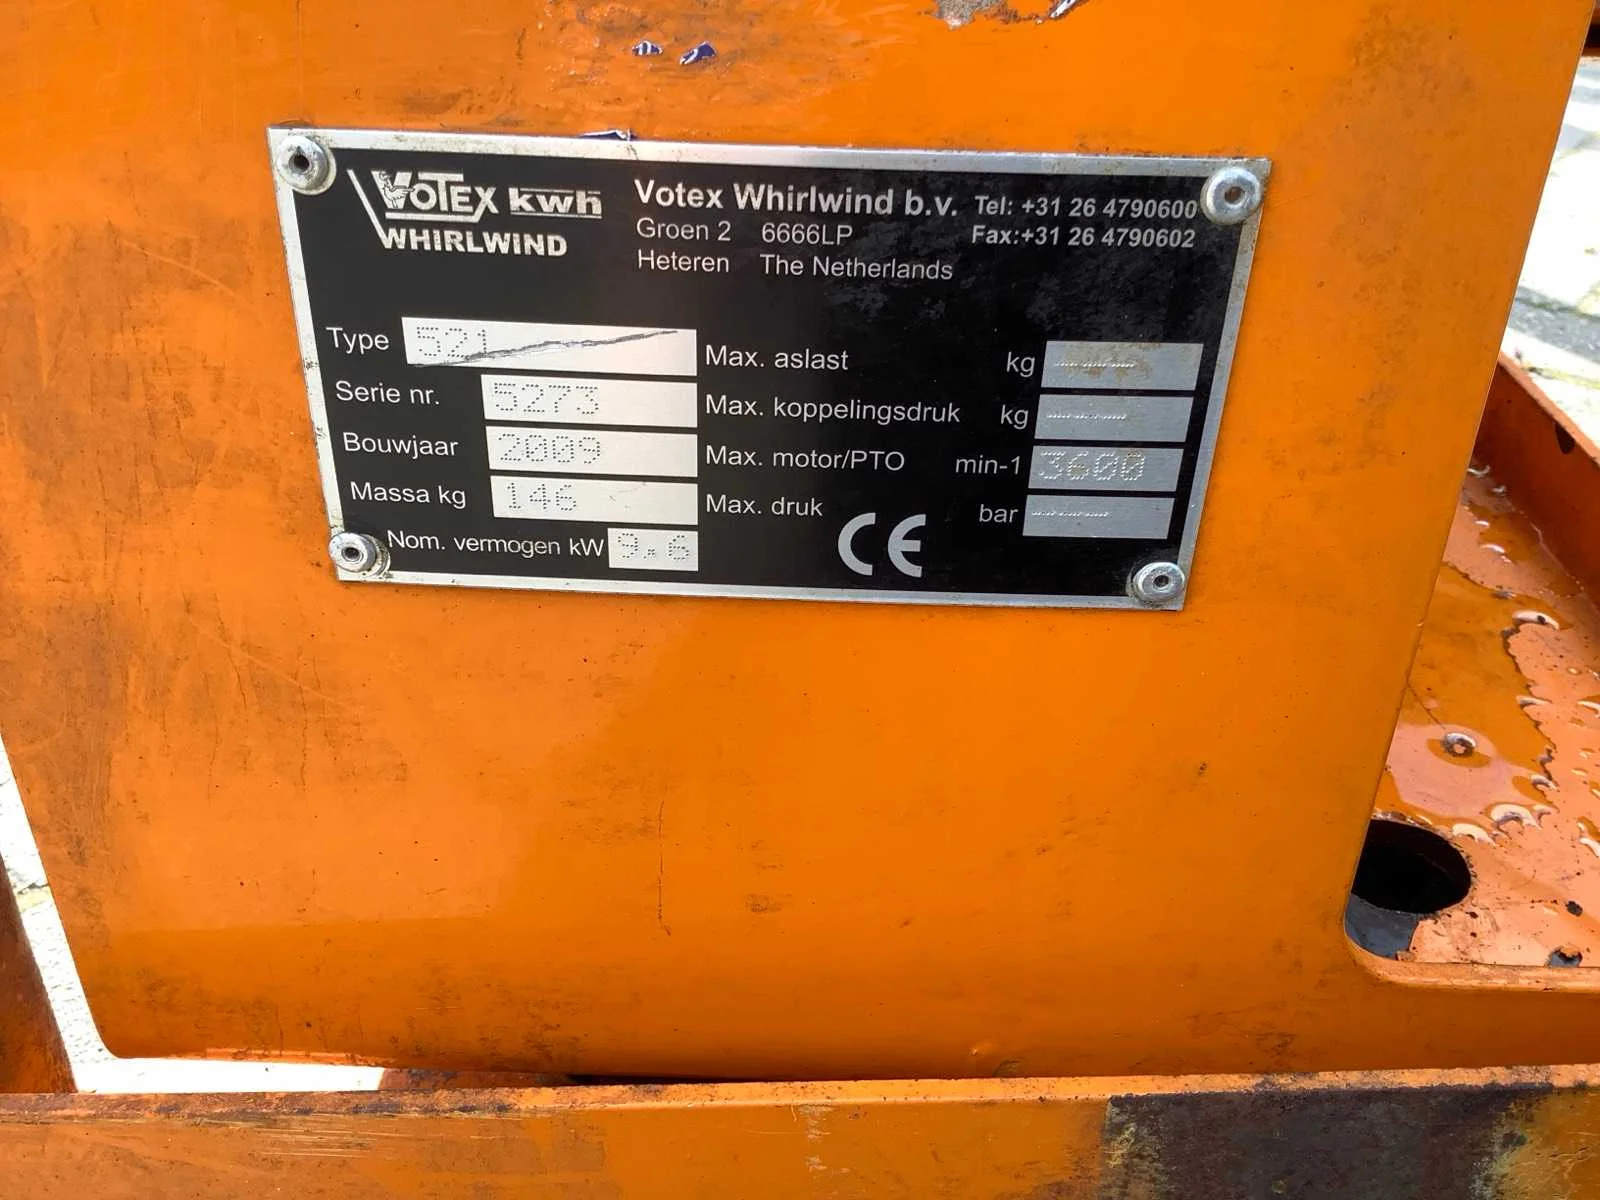 VOTEX kwh
WHIRLWIND
Votex Whirlwind b.v.
Groen 2 6666LP
Heteren The Netherlands
Tel: +31 26 4790600
Fax:+31 26 4790602
Type 521
Serie nr. 5273
Bouwjaar 2009
Massa kg 146
Nom. vermogen kW 9.6
Max. aslast kg --------
Max. koppelingsdruk kg --------
Max. motor/PTO min-1 3600
Max. druk bar --------
CE